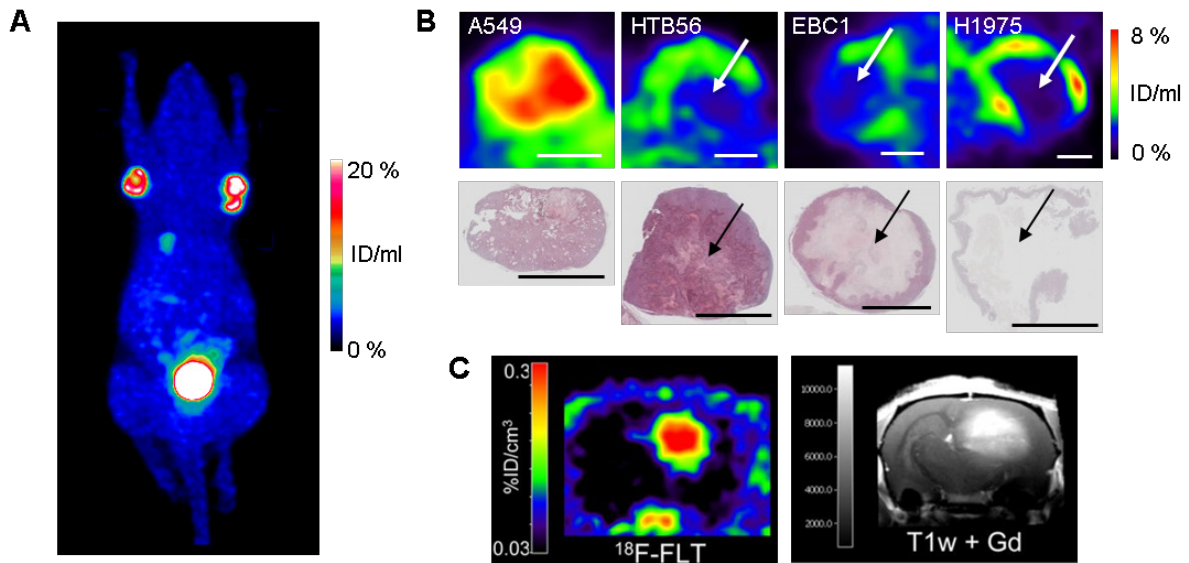 A
20 %
ID/ml
0 %
B
A549
HTB56
EBC1
H1975
8 %
ID/ml
0 %
C
0.3
%ID/cm³
0.03
¹⁸F-FLT
10000.0
8000.0
6000.0
4000.0
2000.0
T1w + Gd